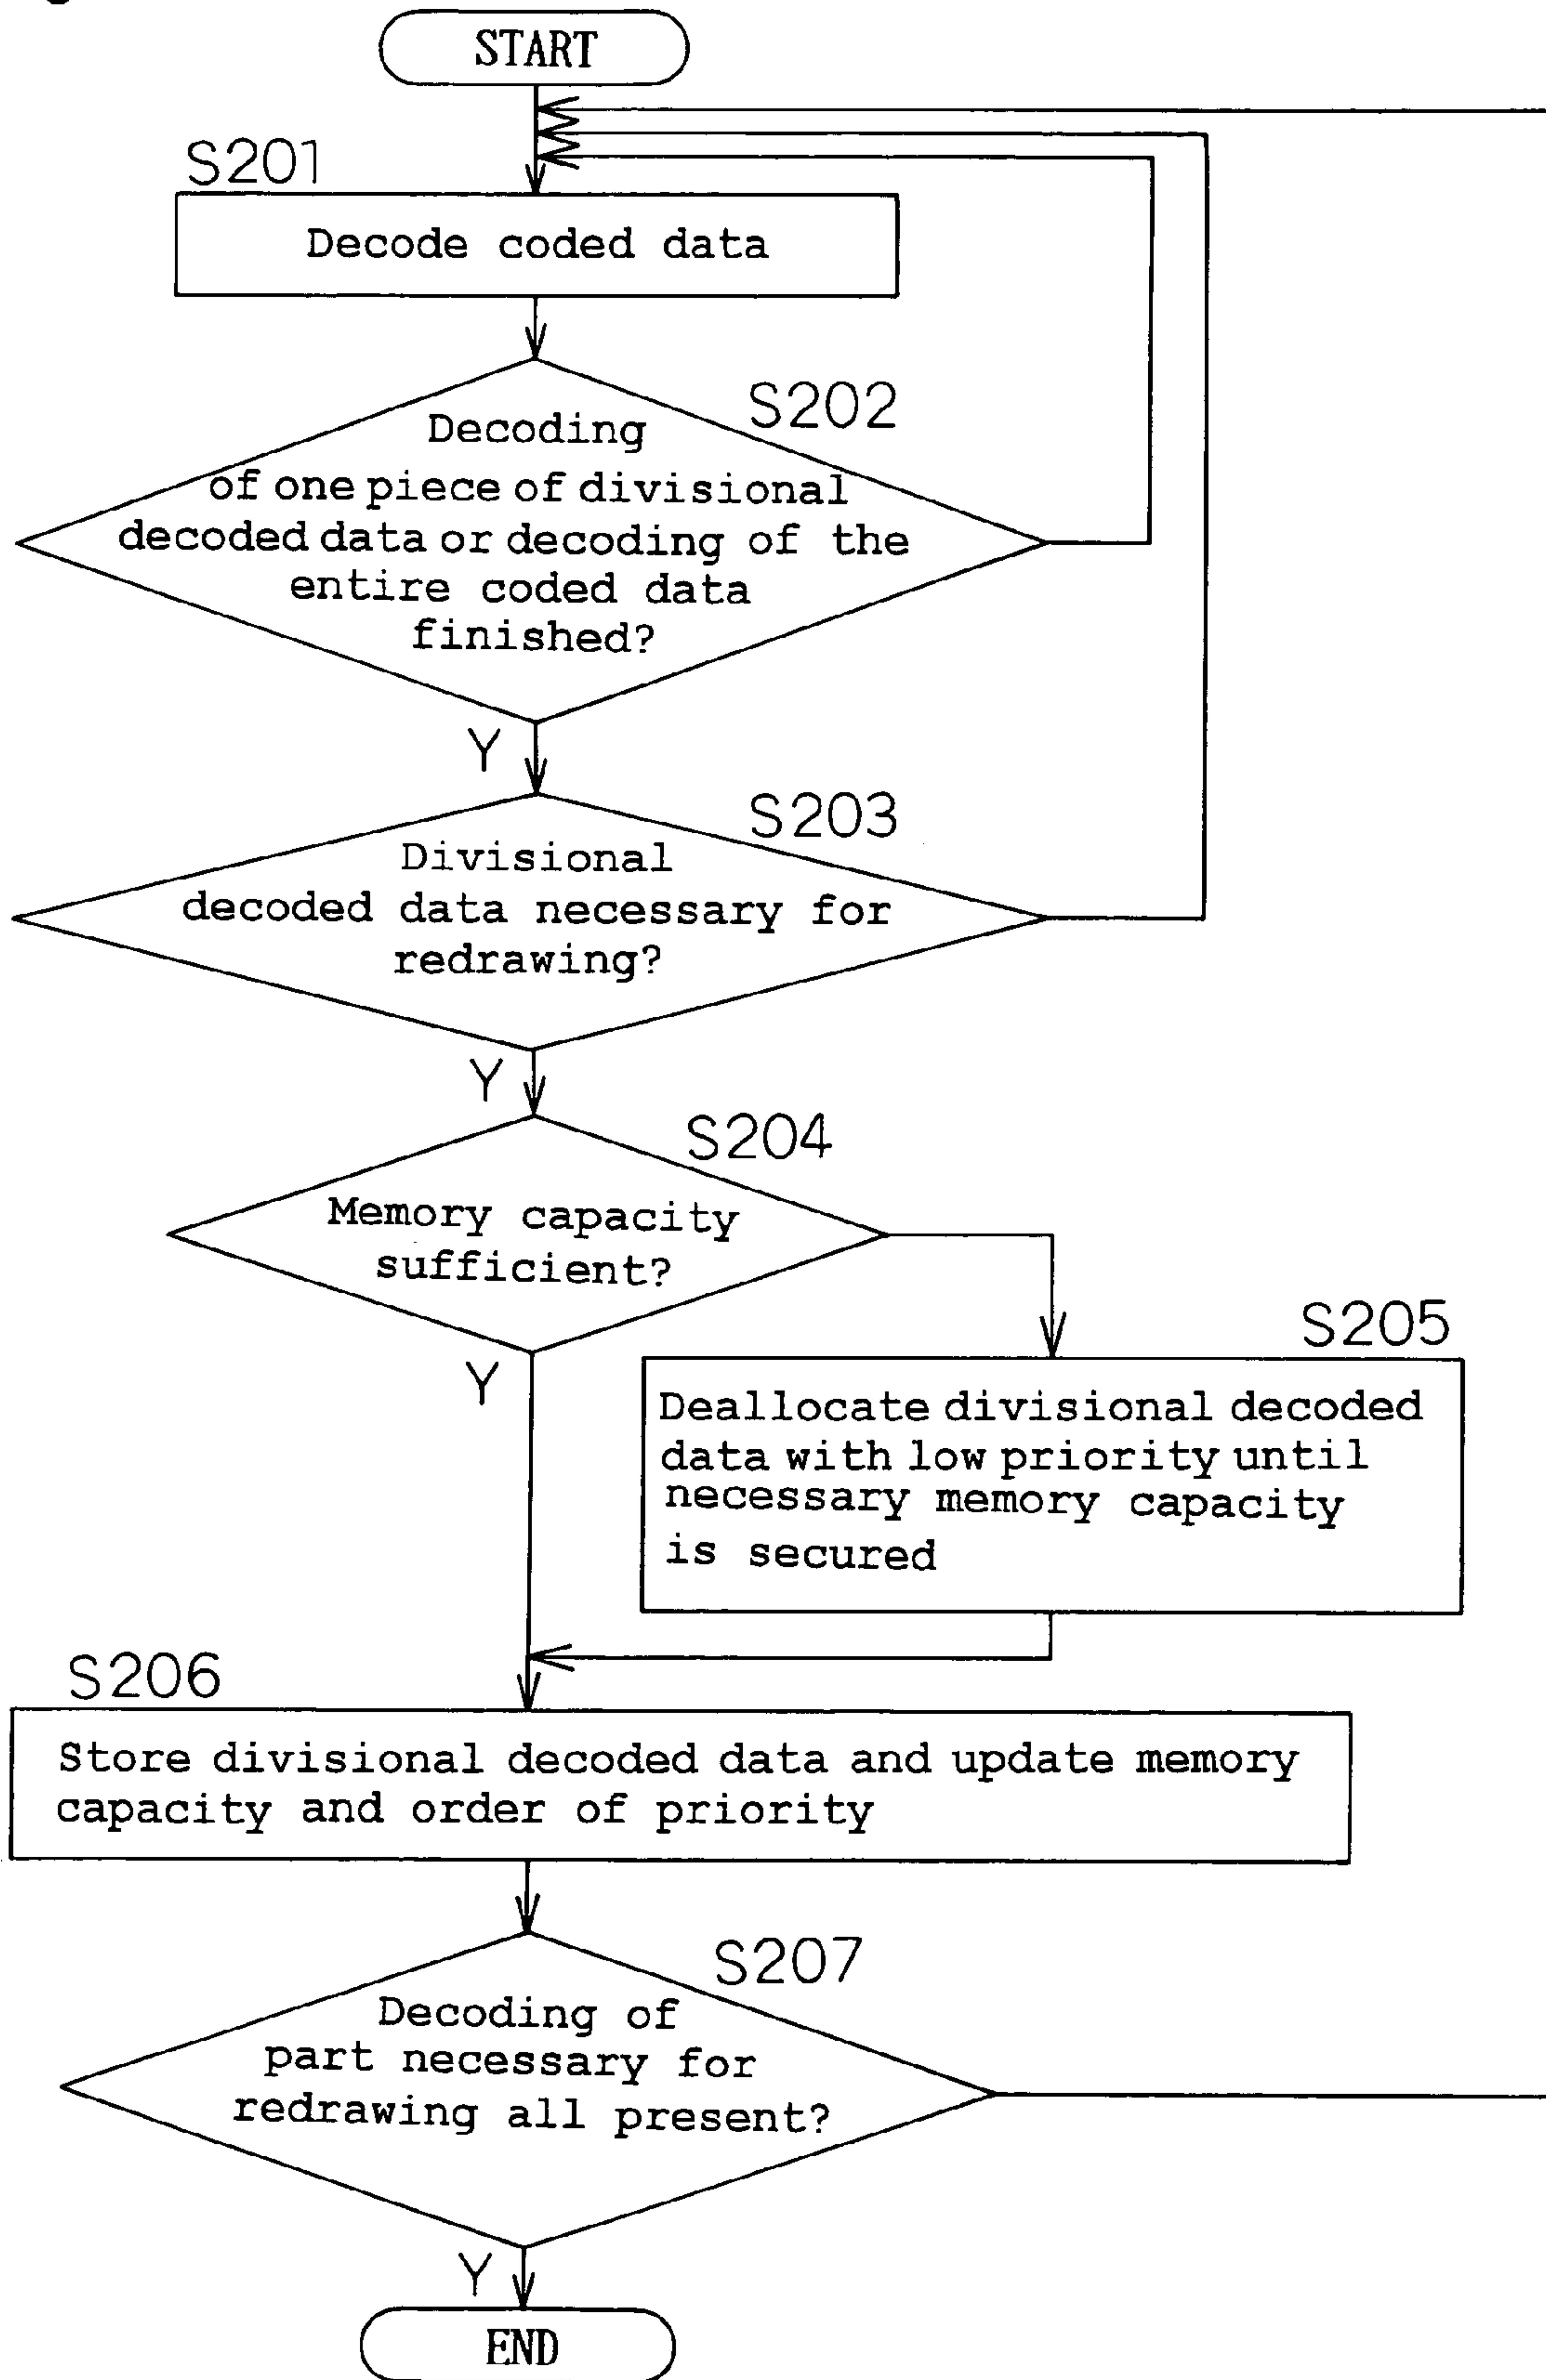 START
S201
Decode coded data
S202
Decoding
of one piece of divisional
decoded data or decoding of the
entire coded data
finished?
Y
S203
Divisional
decoded data necessary for
redrawing?
Y
S204
Memory capacity
sufficient?
Y
S205
Deallocate divisional decoded
data with low priority until
necessary memory capacity
is secured
S206
Store divisional decoded data and update memory
capacity and order of priority
S207
Decoding of
part necessary for
redrawing all present?
Y
END